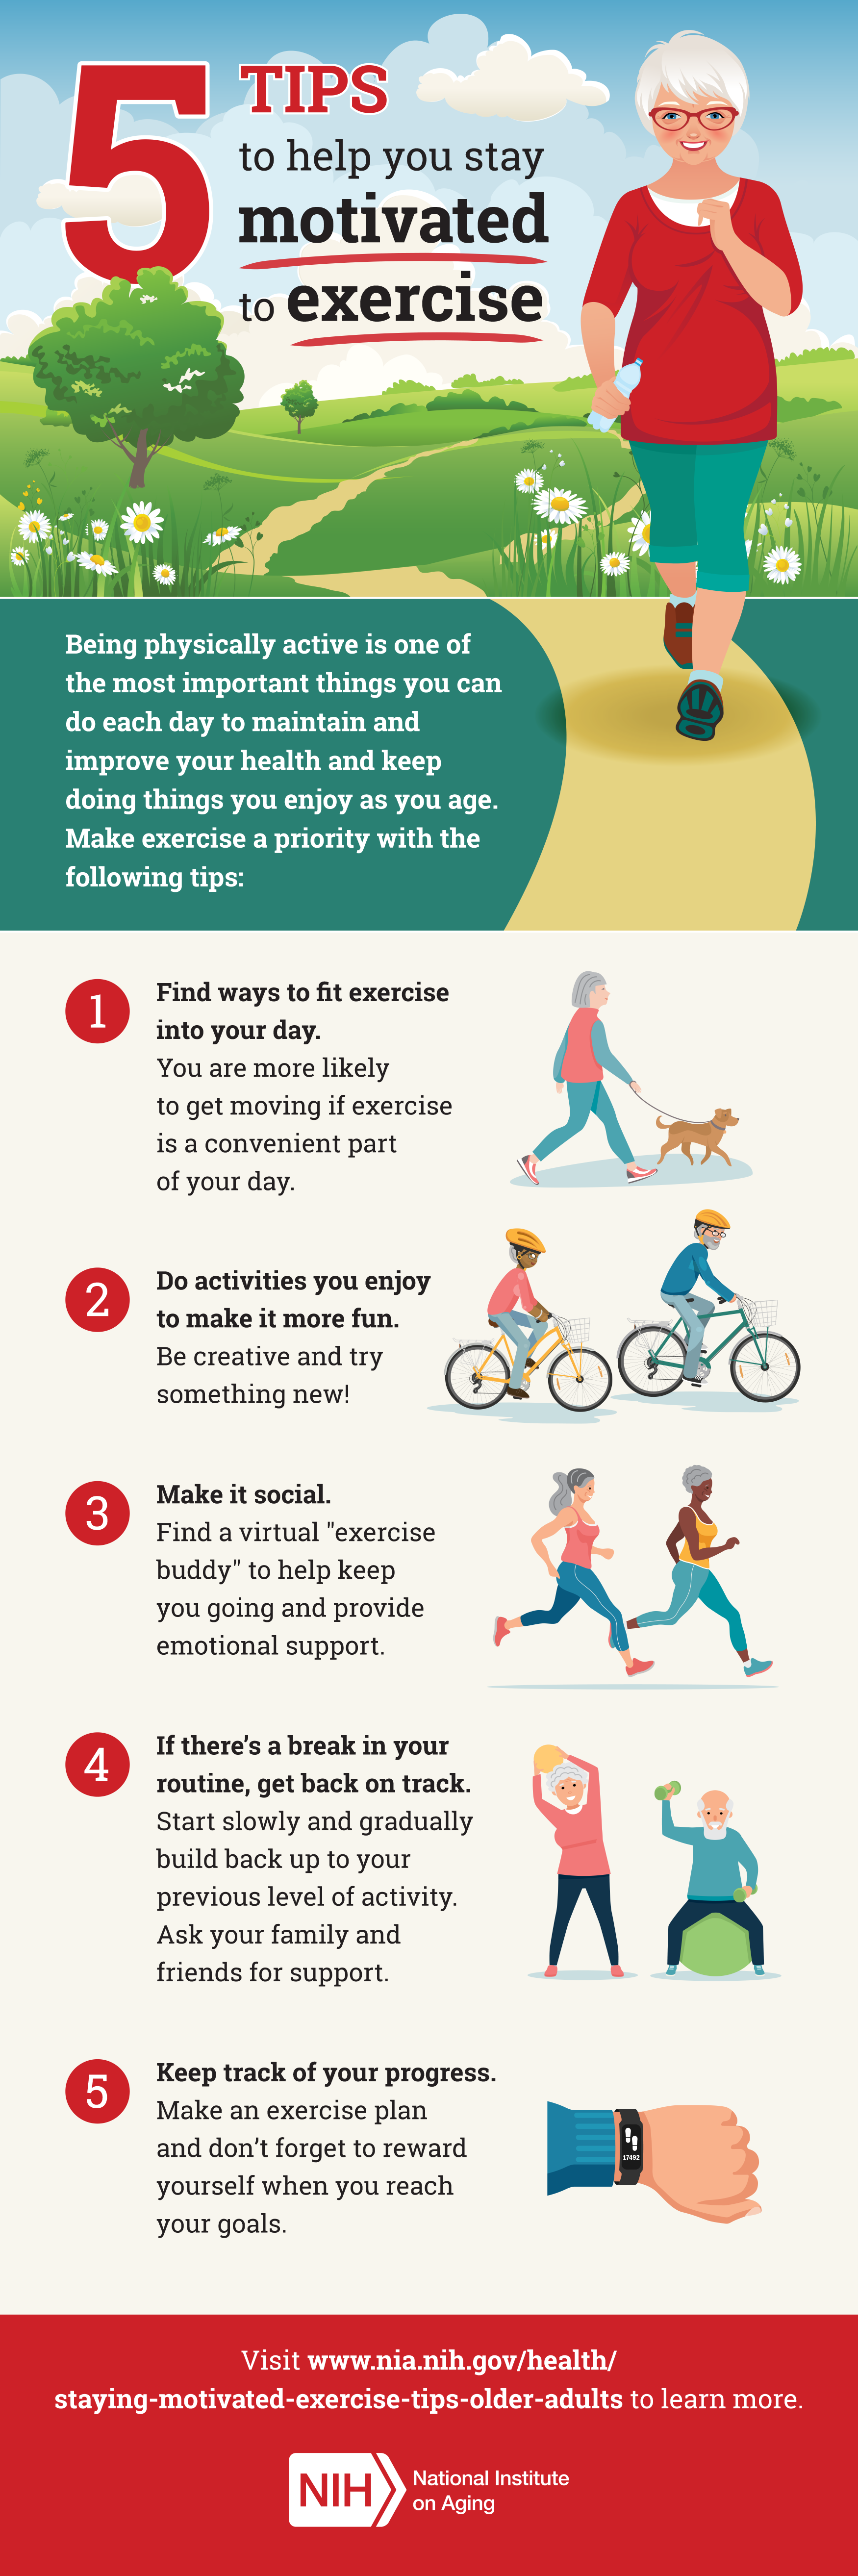 5
TIPS
to help you stay
motivated
to exercise
Being physically active is one of
the most important things you can
do each day to maintain and
improve your health and keep
doing things you enjoy as you age.
Make exercise a priority with the
following tips:
1
Find ways to fit exercise
into your day.
You are more likely
to get moving if exercise
is a convenient part
of your day.
2
Do activities you enjoy
to make it more fun.
Be creative and try
something new!
3
Make it social.
Find a virtual "exercise
buddy" to help keep
you going and provide
emotional support.
4
If there’s a break in your
routine, get back on track.
Start slowly and gradually
build back up to your
previous level of activity.
Ask your family and
friends for support.
5
Keep track of your progress.
Make an exercise plan
and don’t forget to reward
yourself when you reach
your goals.
17492
Visit www.nia.nih.gov/health/
staying-motivated-exercise-tips-older-adults to learn more.
NIH
National Institute
on Aging